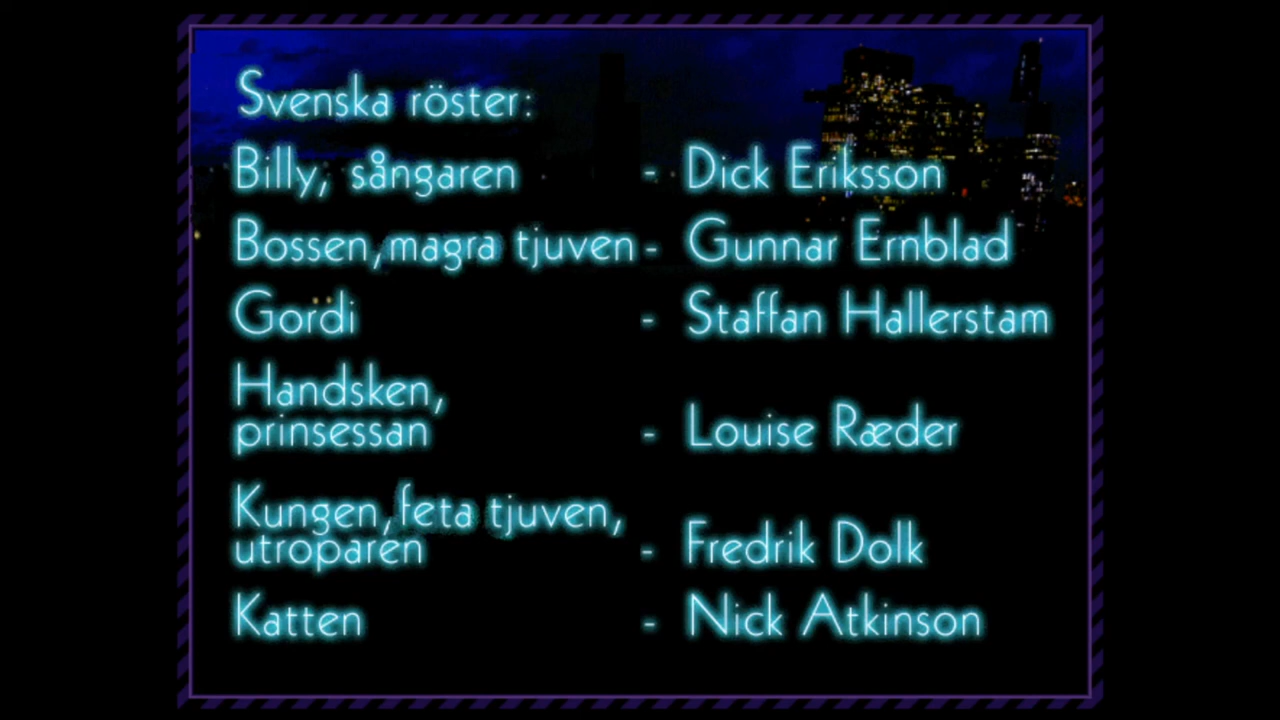 Svenska röster:
Billy, sångaren - Dick Eriksson
Bossen, magra tjuven - Gunnar Ernblad
Gordi - Staffan Hallerstam
Handsken,
prinsessan - Louise Ræder
Kungen, feta tjuven,
utroparen - Fredrik Dolk
Katten - Nick Atkinson